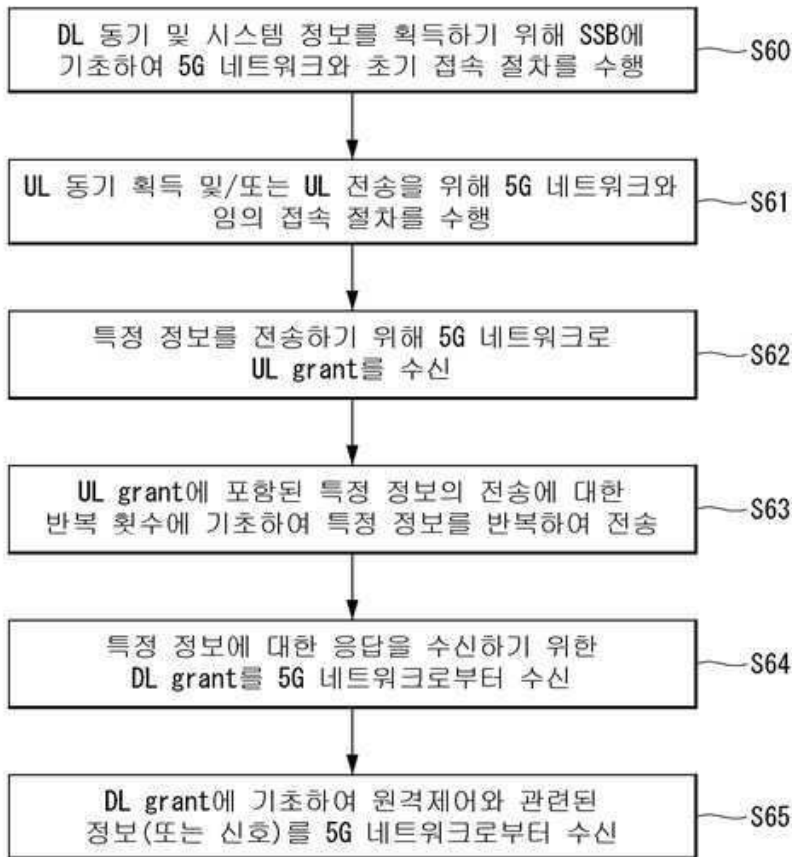 DL 동기 및 시스템 정보를 획득하기 위해 SSB에
기초하여 5G 네트워크와 초기 접속 절차를 수행
S60
UL 동기 획득 및/또는 UL 전송을 위해 5G 네트워크와
임의 접속 절차를 수행
S61
특정 정보를 전송하기 위해 5G 네트워크로
UL grant를 수신
S62
UL grant에 포함된 특정 정보의 전송에 대한
반복 횟수에 기초하여 특정 정보를 반복하여 전송
S63
특정 정보에 대한 응답을 수신하기 위한
DL grant를 5G 네트워크로부터 수신
S64
DL grant에 기초하여 원격제어와 관련된
정보(또는 신호)를 5G 네트워크로부터 수신
S65